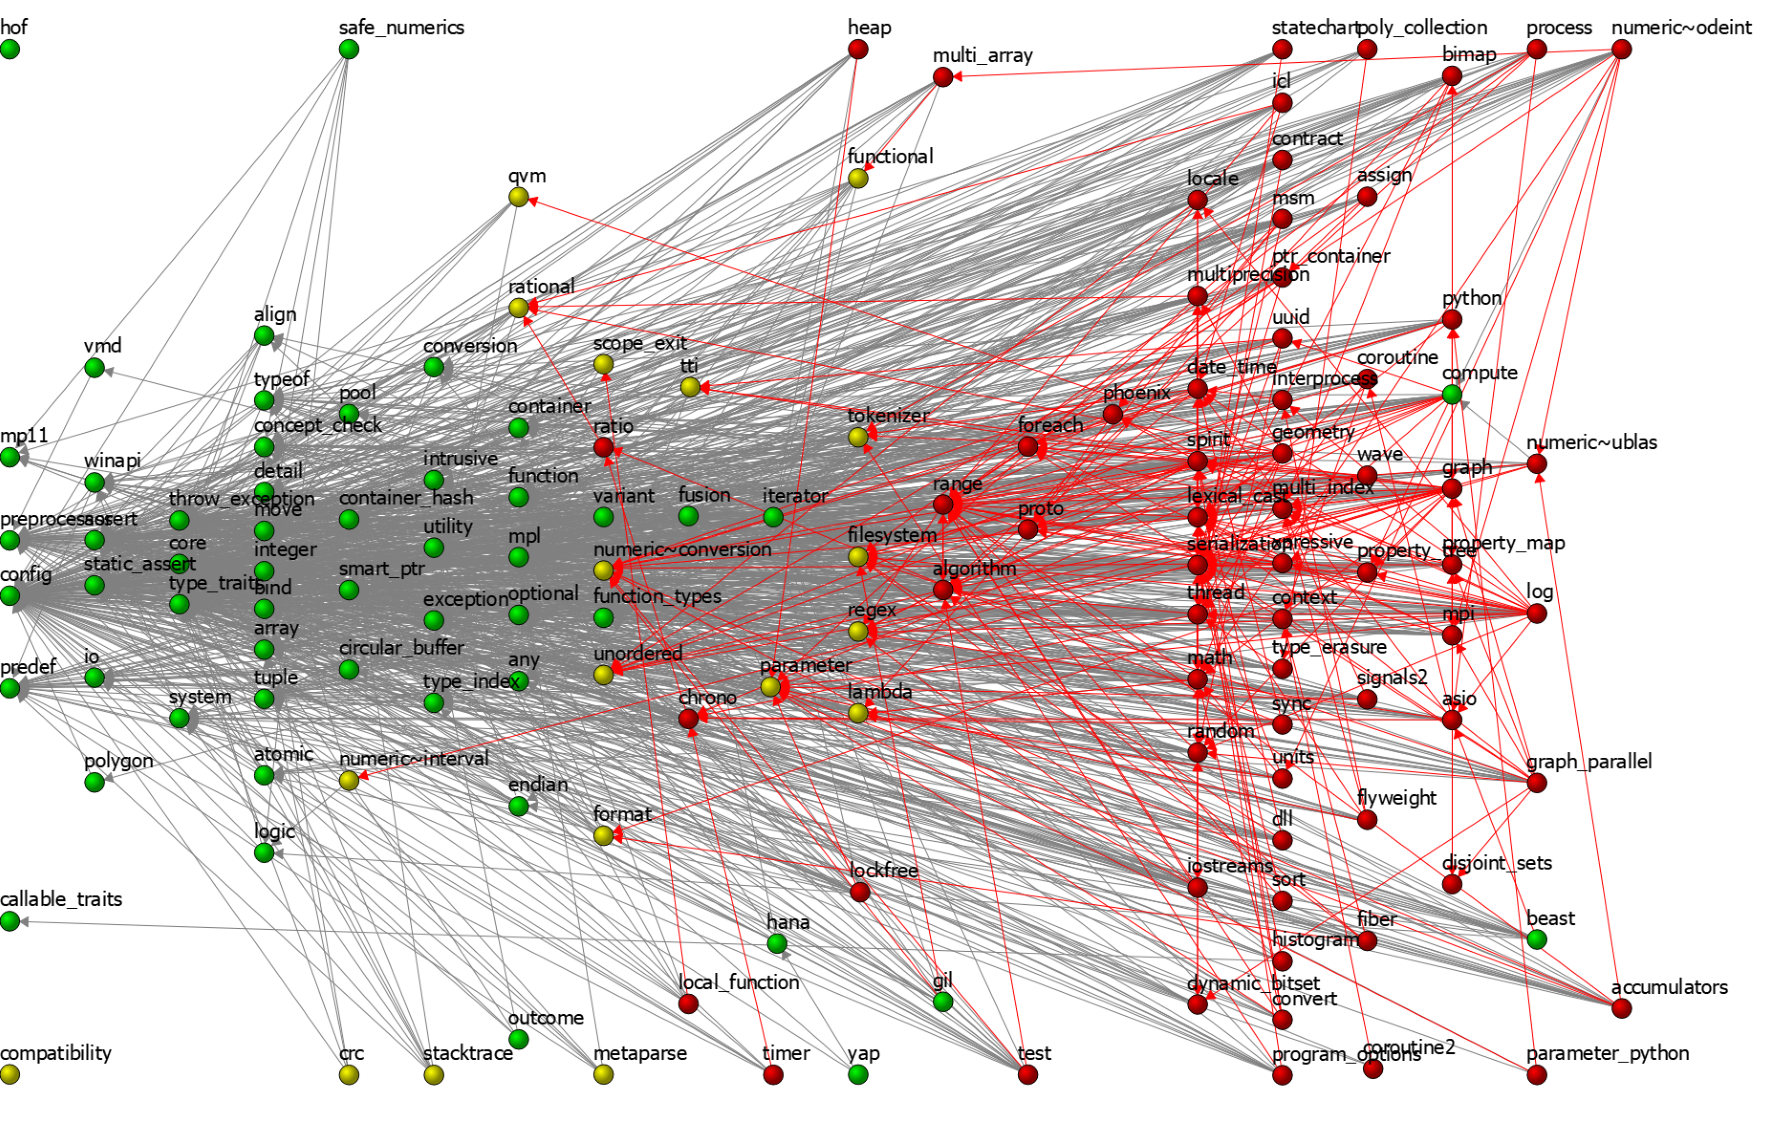 hof
safe_numerics
heap
multi_array
statechart
poly_collection
process
numeric~odeint
bimap
icl
contract
functional
qvm
locale
assign
msm
ptr_container
multiprecision
rational
python
align
uuid
vmd
conversion
scope_exit
tti
date_time
coroutine
compute
typeof
pool
interprocess
phoenix
container
tokenizer
concept_check
ratio
foreach
geometry
mp11
spirit
numeric~ublas
winapi
intrusive
wave
graph
detail
function
range
multi_index
throw_exception
container_hash
variant
fusion
iterator
lexical_cast
move
proto
preprocessor
assert
utility
mpl
filesystem
core
integer
numeric~conversion
serialization
xpressive
property_tree
property_map
config
static_assert
smart_ptr
algorithm
type_traits
bind
exception
optional
function_types
thread
context
log
regex
mpi
array
circular_buffer
unordered
type_erasure
predef
io
any
parameter
math
tuple
type_index
signals2
system
chrono
lambda
sync
asio
random
polygon
atomic
numeric~interval
units
graph_parallel
endian
flyweight
format
dll
logic
lockfree
iostreams
sort
disjoint_sets
callable_traits
hana
fiber
beast
histogram
local_function
gil
dynamic_bitset
convert
accumulators
outcome
compatibility
crc
stacktrace
metaparse
timer
yap
test
program_options
coroutine2
parameter_python